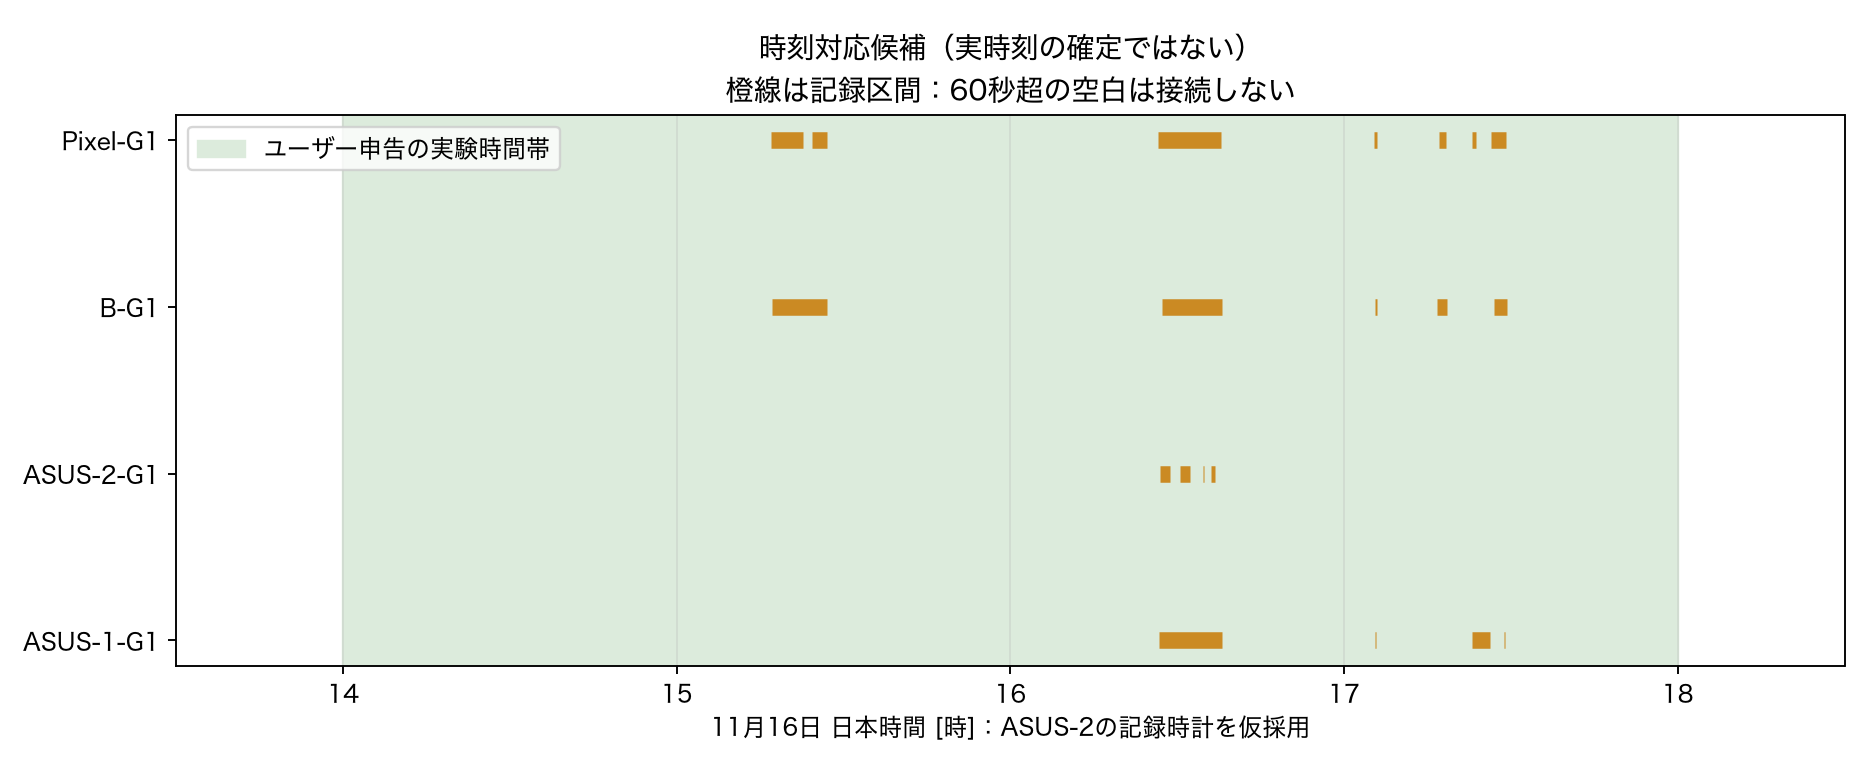 時刻対応候補（実時刻の確定ではない）
橙線は記録区間：60秒超の空白は接続しない
ユーザー申告の実験時間帯
Pixel-G1
B-G1
ASUS-2-G1
ASUS-1-G1
14 15 16 17 18
11月16日 日本時間 [時]：ASUS-2の記録時計を仮採用